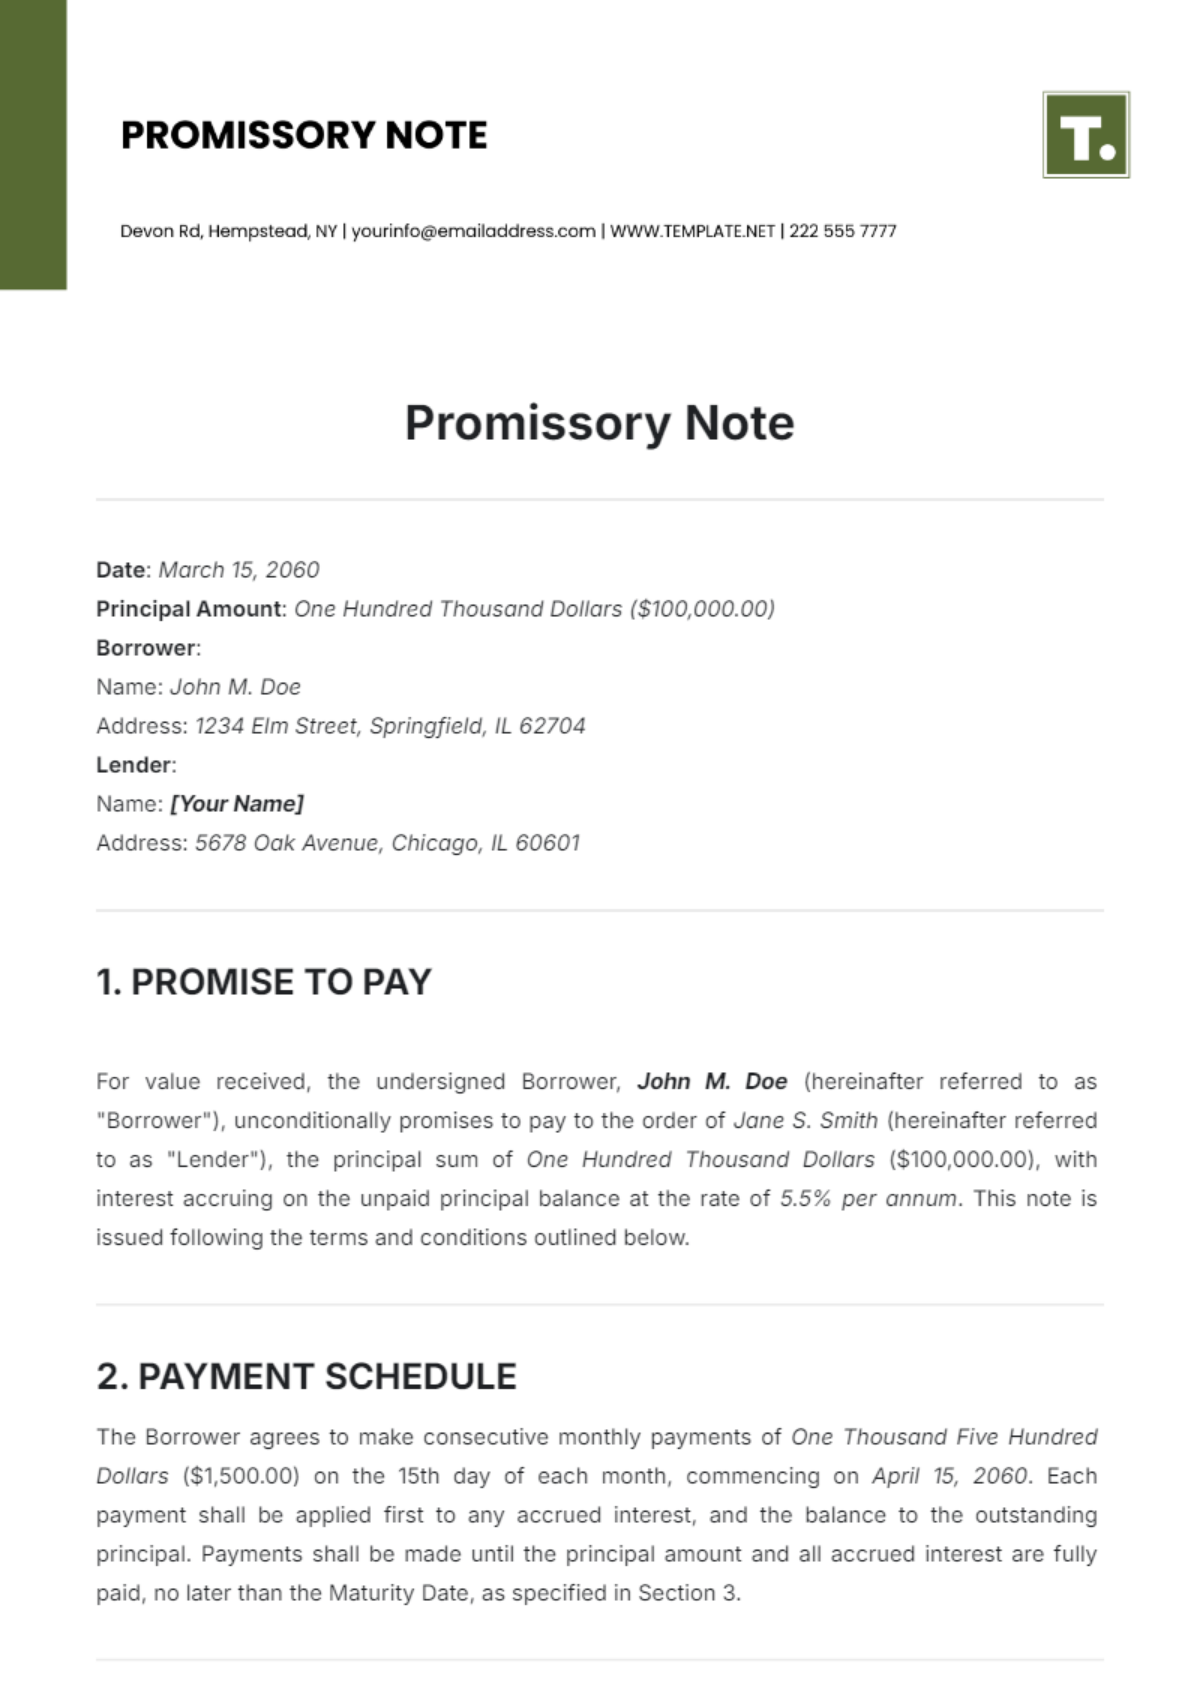 PROMISSORY NOTE
T.
Devon Rd, Hempstead, NY | yourinfo@emailaddress.com | WWW.TEMPLATE.NET | 222 555 7777
Promissory Note
Date: March 15, 2060
Principal Amount: One Hundred Thousand Dollars ($100,000.00)
Borrower:
Name: John M. Doe
Address: 1234 Elm Street, Springfield, IL 62704
Lender:
Name: [Your Name]
Address: 5678 Oak Avenue, Chicago, IL 60601
1. PROMISE TO PAY
For value received, the undersigned Borrower, John M. Doe (hereinafter referred to as
"Borrower"), unconditionally promises to pay to the order of Jane S. Smith (hereinafter referred
to as "Lender"), the principal sum of One Hundred Thousand Dollars ($100,000.00), with
interest accruing on the unpaid principal balance at the rate of 5.5% per annum. This note is
issued following the terms and conditions outlined below.
2. PAYMENT SCHEDULE
The Borrower agrees to make consecutive monthly payments of One Thousand Five Hundred
Dollars ($1,500.00) on the 15th day of each month, commencing on April 15, 2060. Each
payment shall be applied first to any accrued interest, and the balance to the outstanding
principal. Payments shall be made until the principal amount and all accrued interest are fully
paid, no later than the Maturity Date, as specified in Section 3.